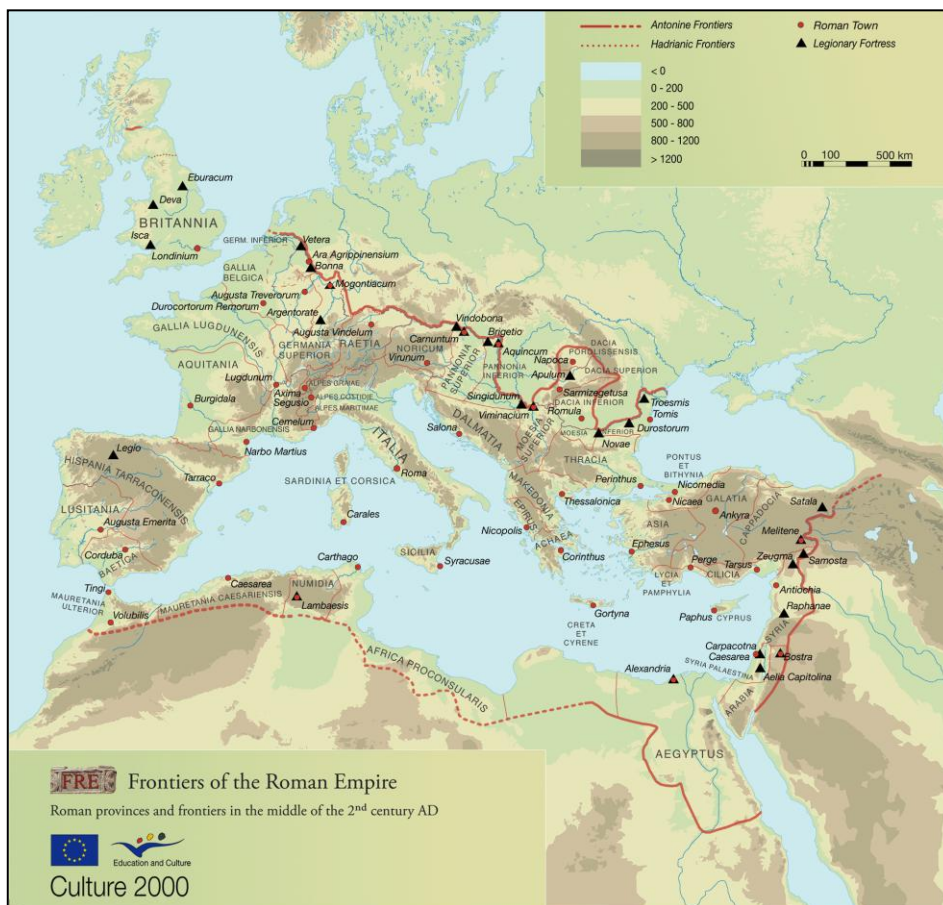 Antonine Frontiers
Hadrianic Frontiers
Roman Town
Legionary Fortress
< 0
0 - 200
200 - 500
500 - 800
800 - 1200
> 1200
0 100 500 km
Eburacum
Deva
BRITANNIA
Isca
Londinium
GERM. INFERIOR
Vetera
Ara Agrippinensium
Bonna
GALLIA
BELGICA
Mogontiacum
Augusta Treverorum
Durocortorum Remorum
Argentorate
GALLIA LUGDUNENSIS
Augusta Vindelum
GERMANIA
SUPERIOR
RAETIA
NORICUM
Virunum
Vindobona
Carnuntum
Brigetio
Aquincum
PANNONIA
SUPERIOR
PANNONIA
INFERIOR
DACIA
POROLISSENSIS
Napoca
DACIA SUPERIOR
Apulum
Sarmizegetusa
DACIA INFERIOR
Singidunum
Viminacium
Romula
Troesmis
Tomis
Durostorum
MOESIA INFERIOR
Novae
MOESIA
SUPERIOR
AQUITANIA
Lugdunum
Axima
Segusio
ALPES GRAIAE
ALPES COTTIDIE
ALPES MARITIMAE
Burdigala
Cemelum
GALLIA NARBONENSIS
Narbo Martius
ITALIA
DALMATIA
Salona
Legio
HISPANIA TARRACONENSIS
Tarraco
LUSITANIA
Augusta Emerita
Corduba
BAETICA
SARDINIA ET CORSICA
Roma
Carales
SICILIA
Syracusae
THRACIA
Perinthus
MAKEDONIA
EPIRUS
Thessalonica
Nicopolis
ACHAEA
Corinthus
PONTUS
ET
BITHYNIA
Nicomedia
Nicaea
GALATIA
Ankyra
CAPPADOCIA
Satala
Melitene
ASIA
Ephesus
Perge
Tarsus
Zeugma
Samosta
LYCIA
ET
PAMPHYLIA
CILICIA
Antiochia
Raphanae
Gortyna
CRETA
ET
CYRENE
Paphus
CYPRUS
SYRIA
Carpacotna
Caesarea
Bostra
SYRIA PALAESTINA
Aelia Capitolina
ARABIA
Alexandria
AEGYPTUS
Tingi
MAURETANIA
ULTERIOR
Volubilis
Caesarea
MAURETANIA CAESARIENSIS
NUMIDIA
Lambaesis
Carthago
AFRICA PROCONSULARIS
FRE Frontiers of the Roman Empire
Roman provinces and frontiers in the middle of the 2nd century AD
Education and Culture
Culture 2000